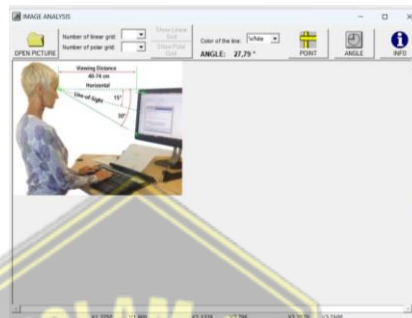 IMAGE ANALYSIS
OPEN PICTURE
Number of linear grid:
Number of polar grid:
Show Linear Grid
Show Polar Grid
Color of the line: White
ANGLE: 27,79 °
POINT
ANGLE
INFO
Viewing Distance
40-74 cm
Horizontal
Line of Sight
15°
30°